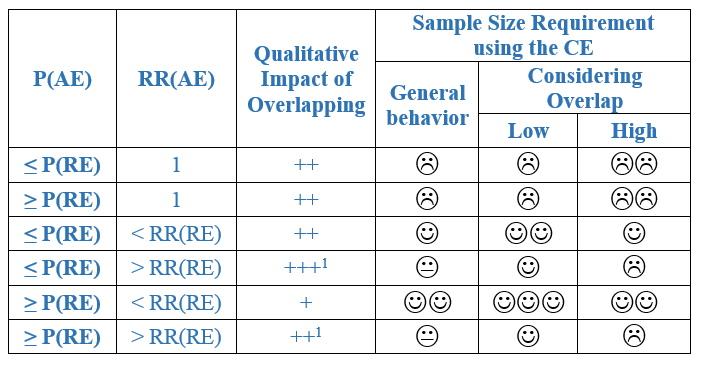 P(AE) RR(AE) Qualitative Impact of Overlapping Sample Size Requirement using the CE
General behavior Considering Overlap
Low High
≤ P(RE) 1 ++ ☹ ☹ ☹☹
≥ P(RE) 1 ++ ☹ ☹ ☹☹
≤ P(RE) < RR(RE) ++ ☺ ☺☺ ☺
≤ P(RE) > RR(RE) +++¹ 😐 ☺ ☹
≥ P(RE) < RR(RE) + ☺☺ ☺☺☺ ☺☺
≥ P(RE) > RR(RE) ++¹ 😐 ☺ ☹